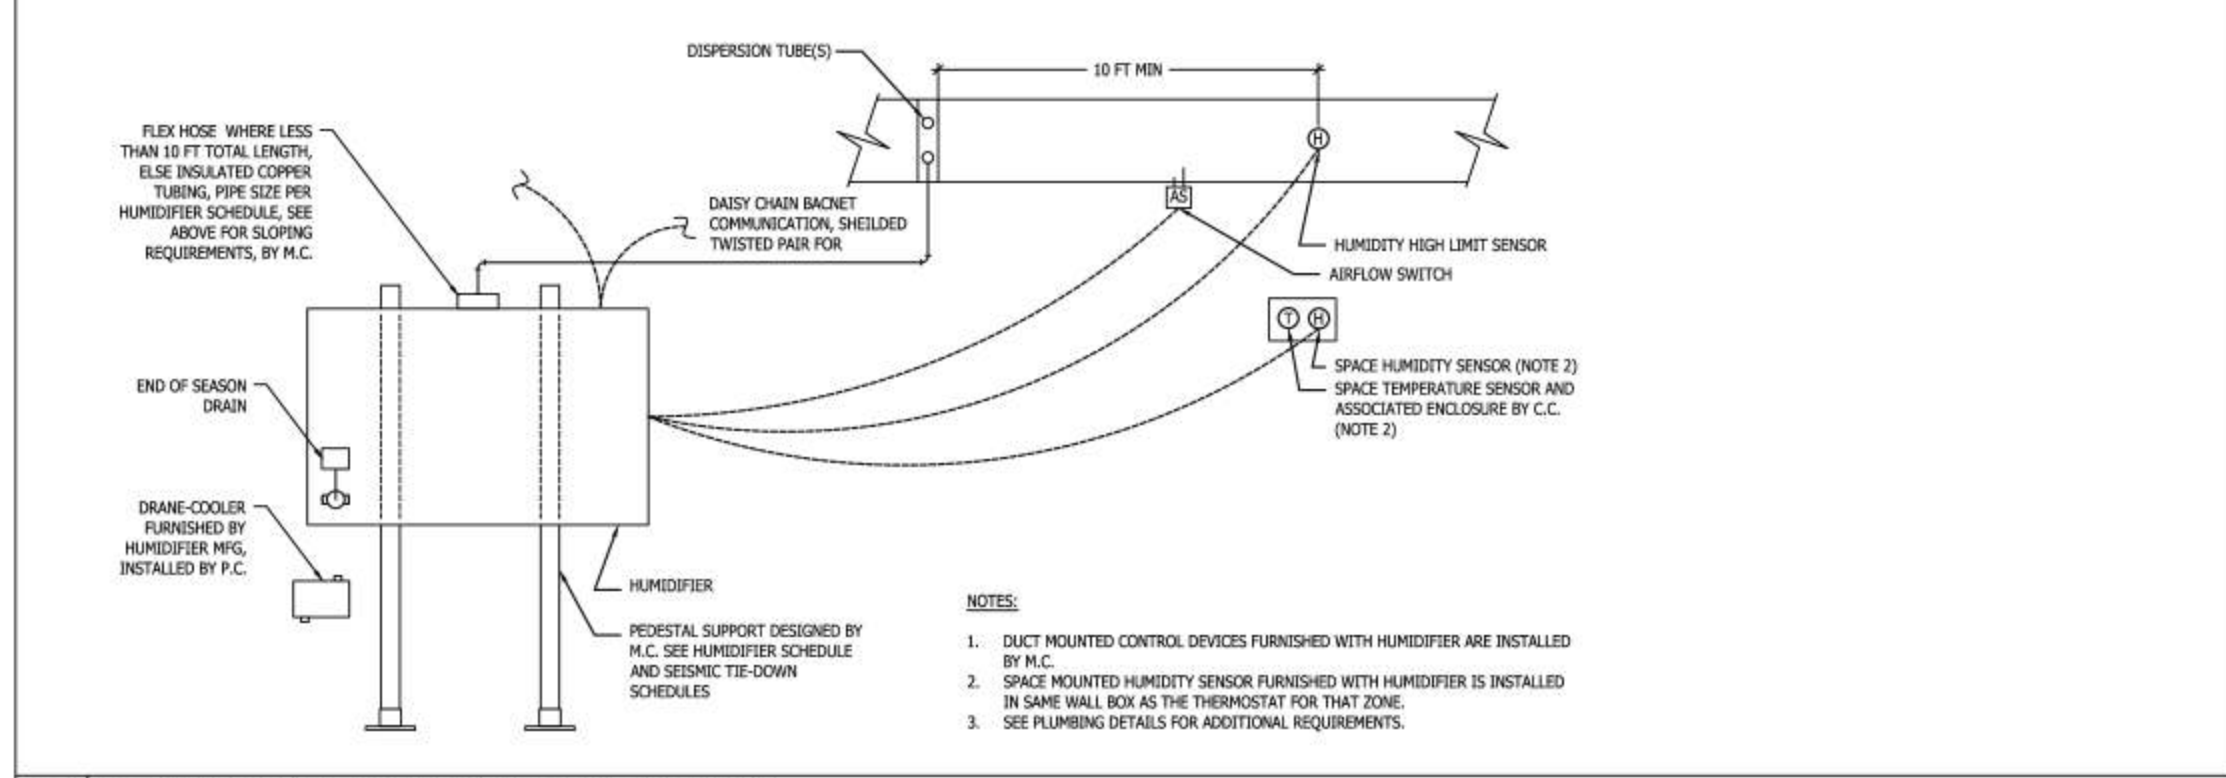 DISPERSION TUBE(S)
10 FT MIN
FLEX HOSE WHERE LESS
THAN 10 FT TOTAL LENGTH,
ELSE INSULATED COPPER
TUBING, PIPE SIZE PER
HUMIDIFIER SCHEDULE, SEE
ABOVE FOR SLOPING
REQUIREMENTS, BY M.C.
DAISY CHAIN BACNET
COMMUNICATION, SHEILDED
TWISTED PAIR FOR
H
AS
HUMIDITY HIGH LIMIT SENSOR
AIRFLOW SWITCH
T
H
SPACE HUMIDITY SENSOR (NOTE 2)
SPACE TEMPERATURE SENSOR AND
ASSOCIATED ENCLOSURE BY C.C.
(NOTE 2)
END OF SEASON
DRAIN
DRANE-COOLER
FURNISHED BY
HUMIDIFIER MFG,
INSTALLED BY P.C.
HUMIDIFIER
PEDESTAL SUPPORT DESIGNED BY
M.C. SEE HUMIDIFIER SCHEDULE
AND SEISMIC TIE-DOWN
SCHEDULES
NOTES:
1. DUCT MOUNTED CONTROL DEVICES FURNISHED WITH HUMIDIFIER ARE INSTALLED
BY M.C.
2. SPACE MOUNTED HUMIDITY SENSOR FURNISHED WITH HUMIDIFIER IS INSTALLED
IN SAME WALL BOX AS THE THERMOSTAT FOR THAT ZONE.
3. SEE PLUMBING DETAILS FOR ADDITIONAL REQUIREMENTS.